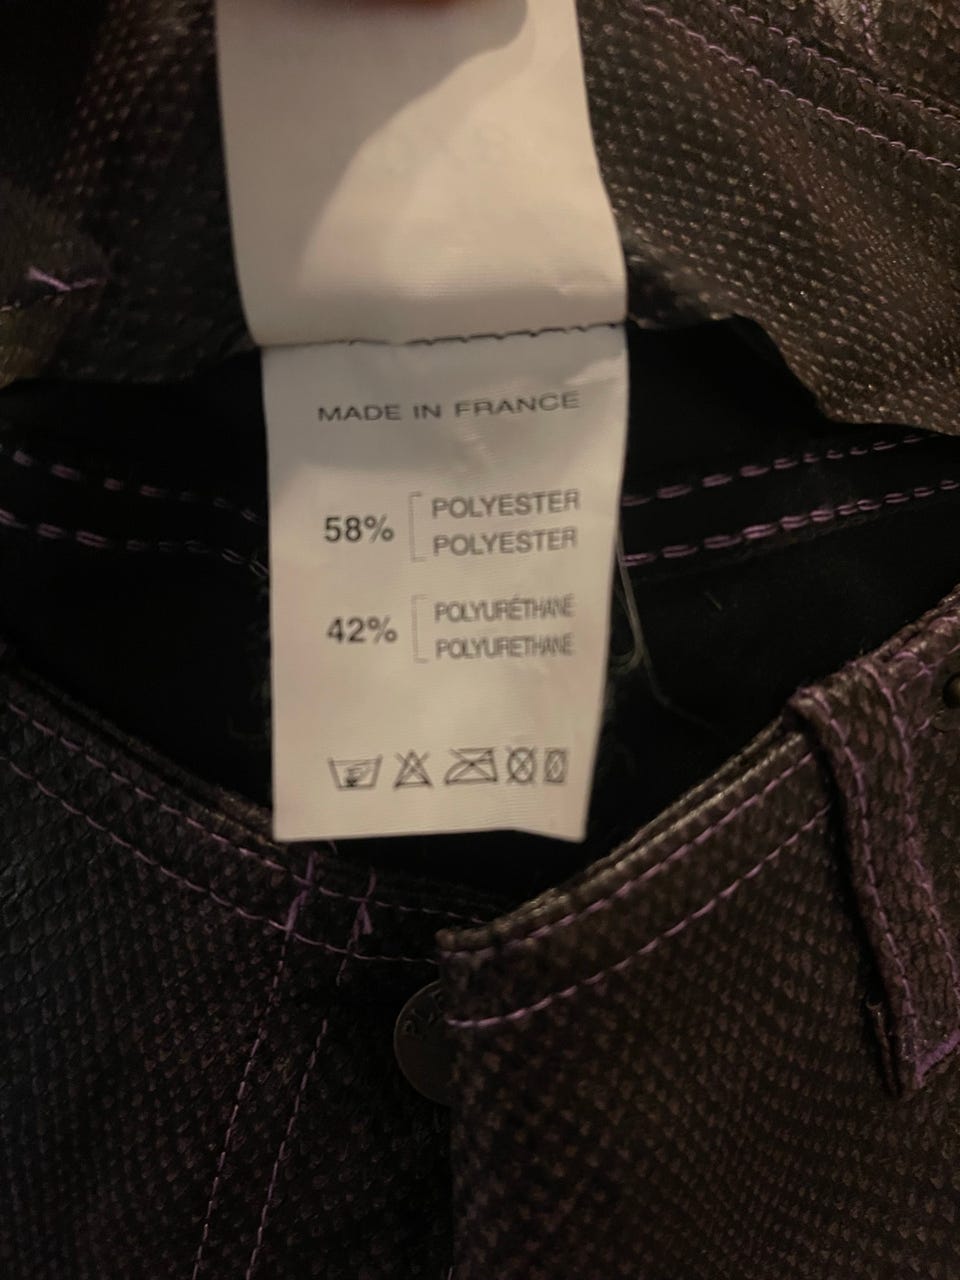 MADE IN FRANCE
58% POLYESTER
POLYESTER
42% POLYURÉTHANE
POLYURETHANE